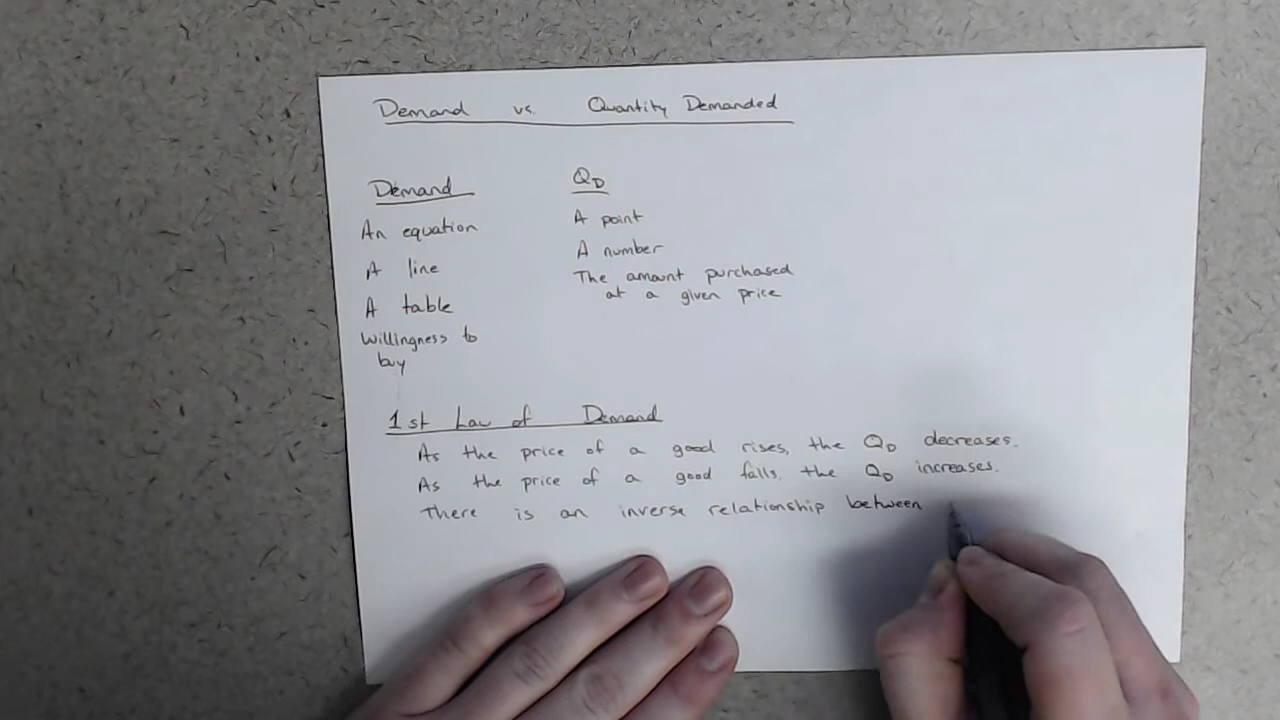 Demand vs. Quantity Demanded
Demand
An equation
A line
A table
Willingness to
buy
QD
A point
A number
The amount purchased
at a given price
1st Law of Demand
As the price of a good rises, the QD decreases.
As the price of a good falls, the QD increases.
There is an inverse relationship between